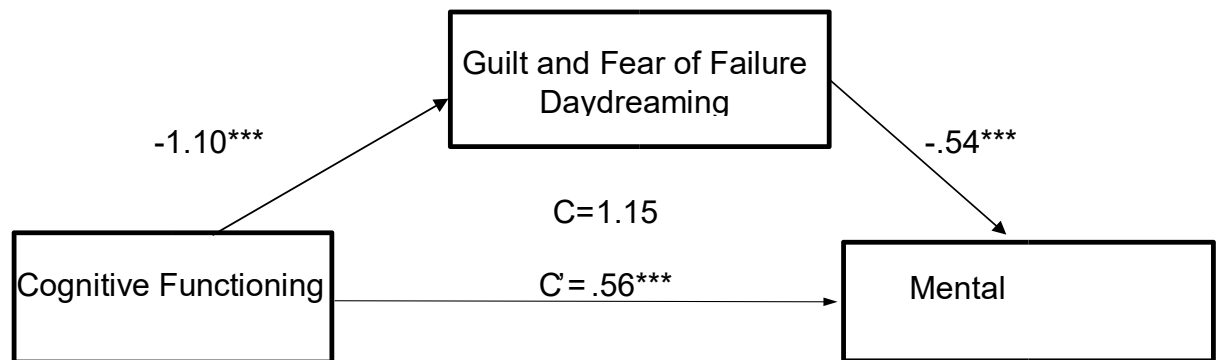 Guilt and Fear of Failure
Daydreaming
-1.10***
-.54***
C=1.15
Cognitive Functioning
C'= .56***
Mental